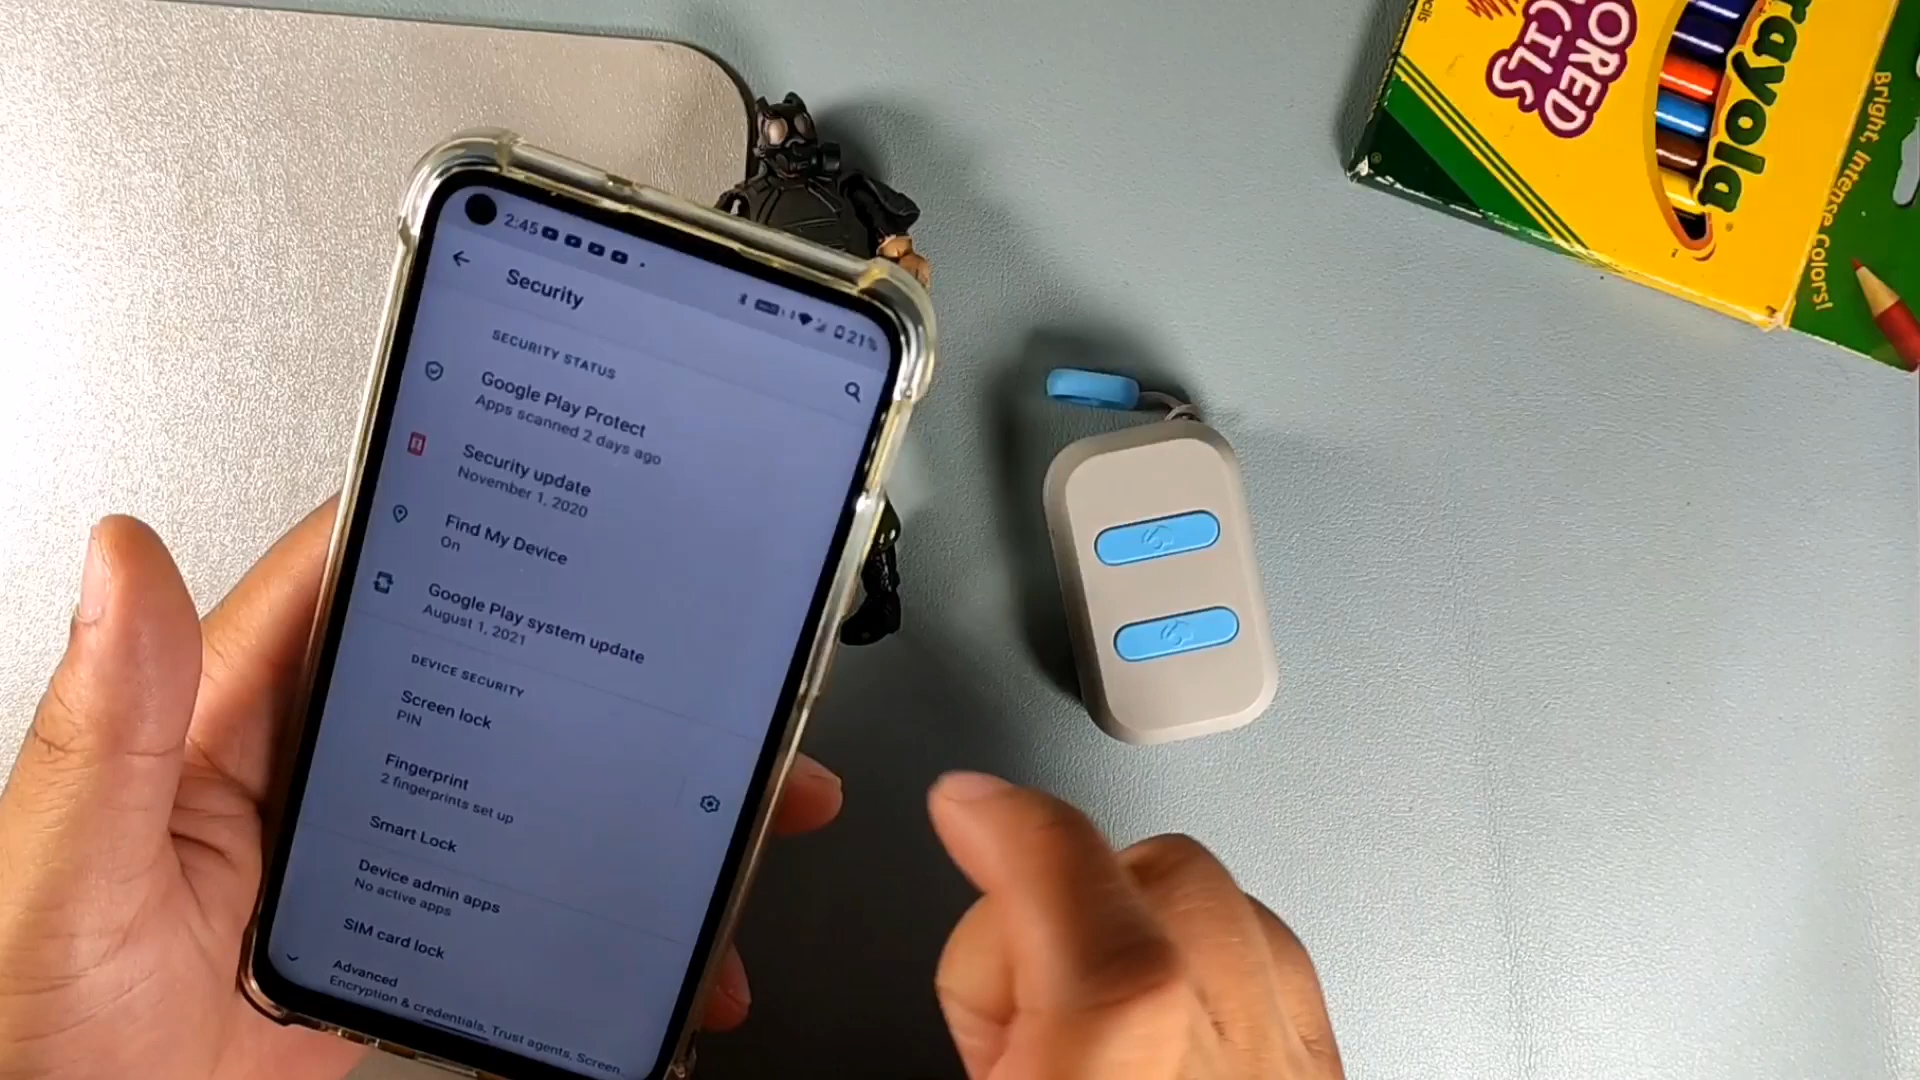 2:45
21%
Security
SECURITY STATUS
Google Play Protect
Apps scanned 2 days ago
Security update
November 1, 2020
Find My Device
On
Google Play system update
August 1, 2021
DEVICE SECURITY
Screen lock
PIN
Fingerprint
2 fingerprints set up
Smart Lock
Device admin apps
No active apps
SIM card lock
Advanced
Encryption & credentials, Trust agents, Screen
ORED
CILS
rayola
Bright, Intense Colors!